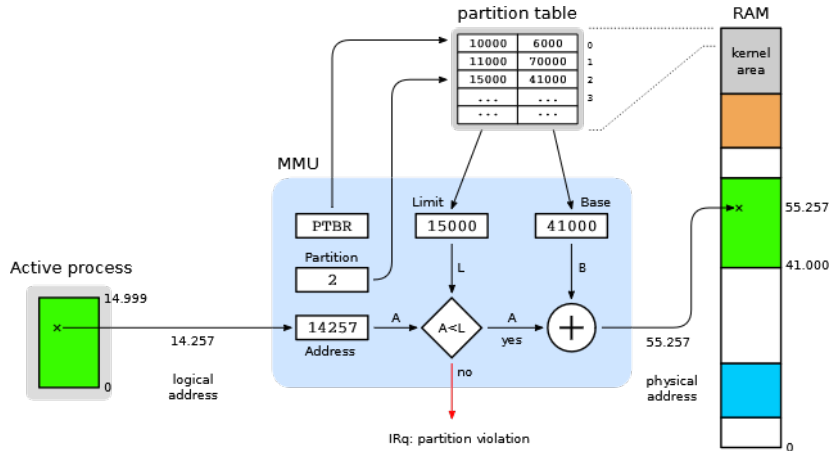 partition table
RAM
10000 6000 0
11000 70000 1
15000 41000 2
... ... 3
... ...
kernel
area
MMU
Limit
Base
PTBR
15000
41000
55.257
Partition
2
L
B
41.000
Active process
14.999
14257
A
A<L
A
yes
14.257
Address
55.257
no
0
logical
address
physical
address
IRq: partition violation
0